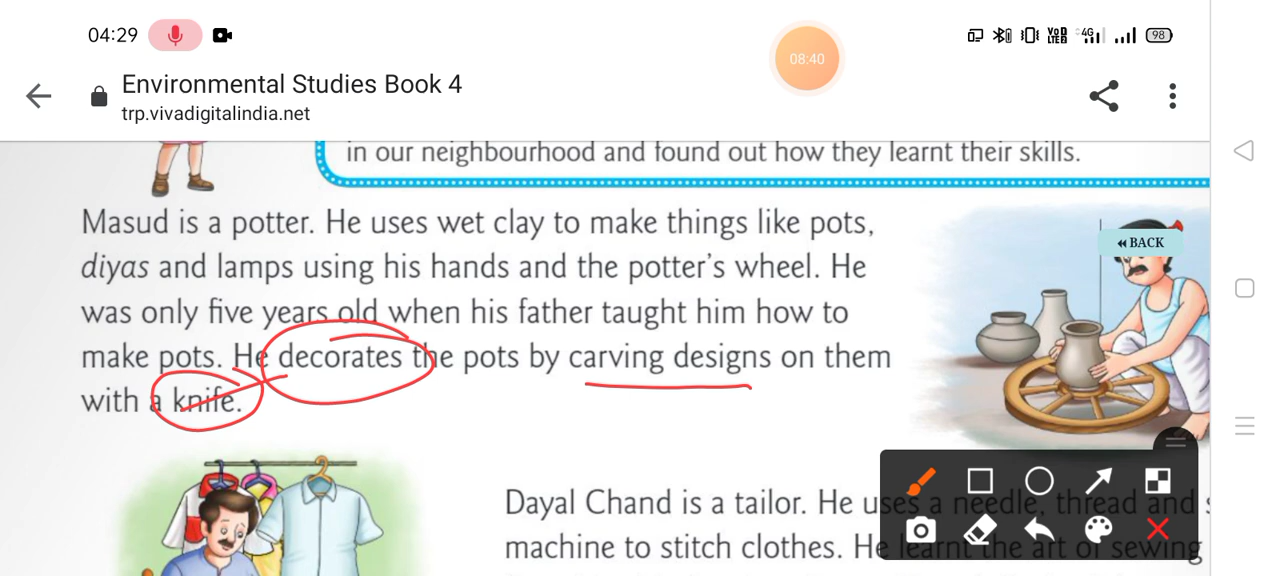 04:29
08:40
VoD LTEB 4G 98
Environmental Studies Book 4
trp.vivadigitalindia.net
in our neighbourhood and found out how they learnt their skills.
Masud is a potter. He uses wet clay to make things like pots,
diyas and lamps using his hands and the potter's wheel. He
was only five years old when his father taught him how to
make pots. He decorates the pots by carving designs on them
with a knife.
BACK
Dayal Chand is a tailor. He uses a needle, thread and s
machine to stitch clothes. He learnt the art of sewing